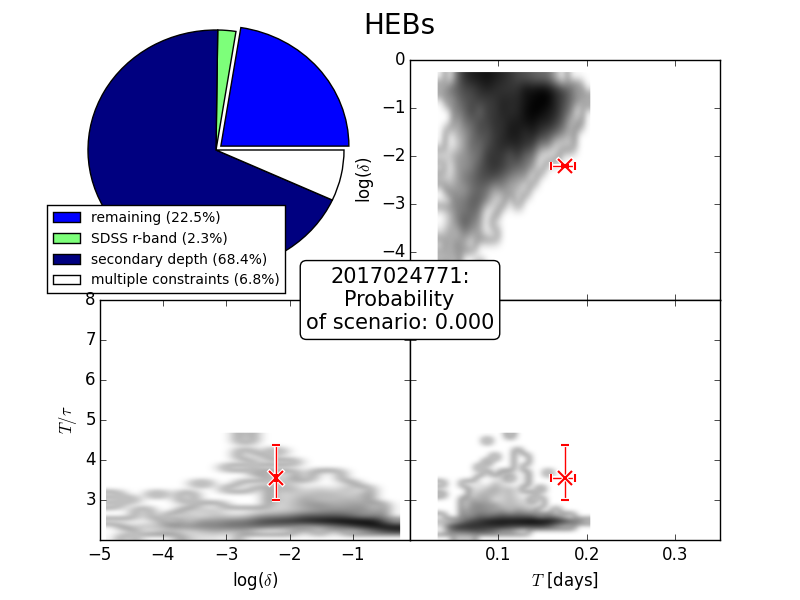 HEBs
remaining (22.5%)
SDSS r-band (2.3%)
secondary depth (68.4%)
multiple constraints (6.8%)
0
−1
−2
−3
−4
log(δ)
2017024771:
Probability
of scenario: 0.000
8
7
6
5
4
3
T/τ
−5 −4 −3 −2 −1
log(δ)
0.1 0.2 0.3
T [days]